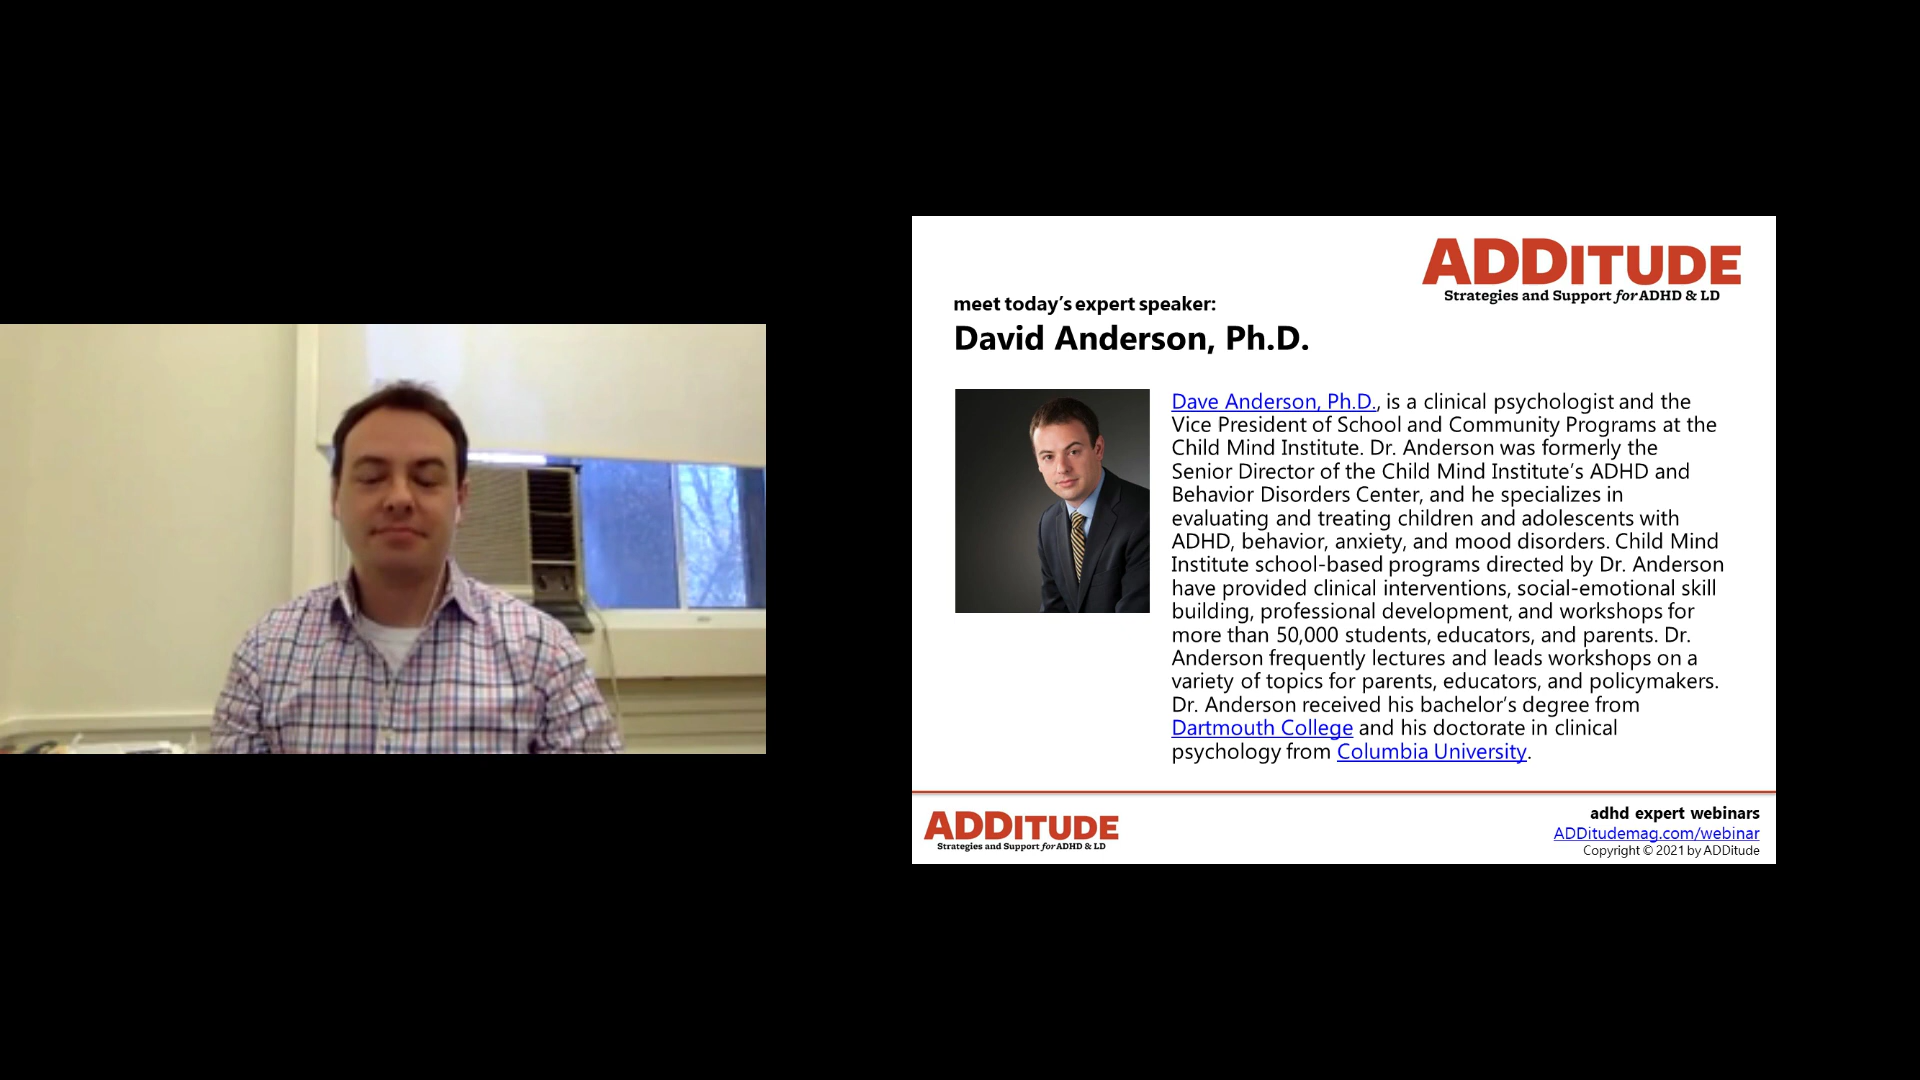 ADDITUDE
Strategies and Support for ADHD & LD
meet today's expert speaker:
David Anderson, Ph.D.
Dave Anderson, Ph.D., is a clinical psychologist and the
Vice President of School and Community Programs at the
Child Mind Institute. Dr. Anderson was formerly the
Senior Director of the Child Mind Institute's ADHD and
Behavior Disorders Center, and he specializes in
evaluating and treating children and adolescents with
ADHD, behavior, anxiety, and mood disorders. Child Mind
Institute school-based programs directed by Dr. Anderson
have provided clinical interventions, social-emotional skill
building, professional development, and workshops for
more than 50,000 students, educators, and parents. Dr.
Anderson frequently lectures and leads workshops on a
variety of topics for parents, educators, and policymakers.
Dr. Anderson received his bachelor's degree from
Dartmouth College and his doctorate in clinical
psychology from Columbia University.
ADDITUDE
Strategies and Support for ADHD & LD
adhd expert webinars
ADDitudemag.com/webinar
Copyright © 2021 by ADDitude